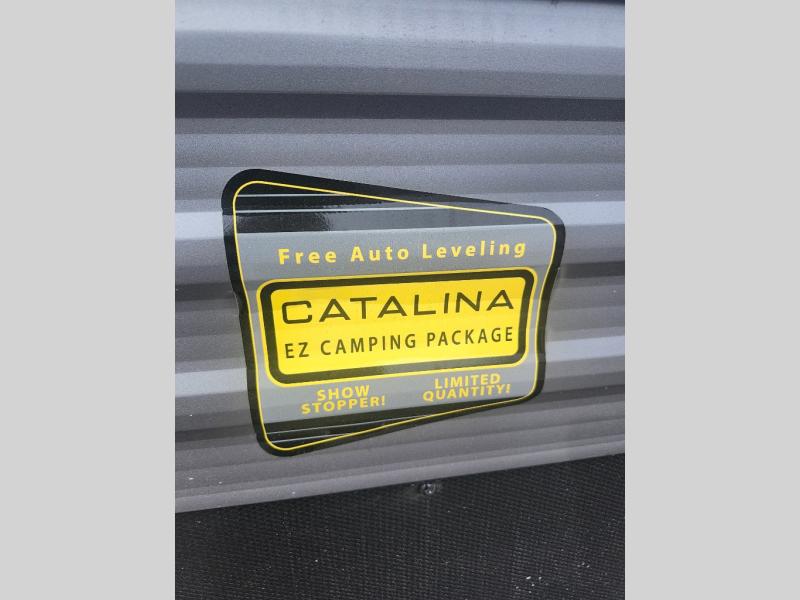 Free Auto Leveling
CATALINA
EZ CAMPING PACKAGE
SHOW
STOPPER!
LIMITED
QUANTITY!